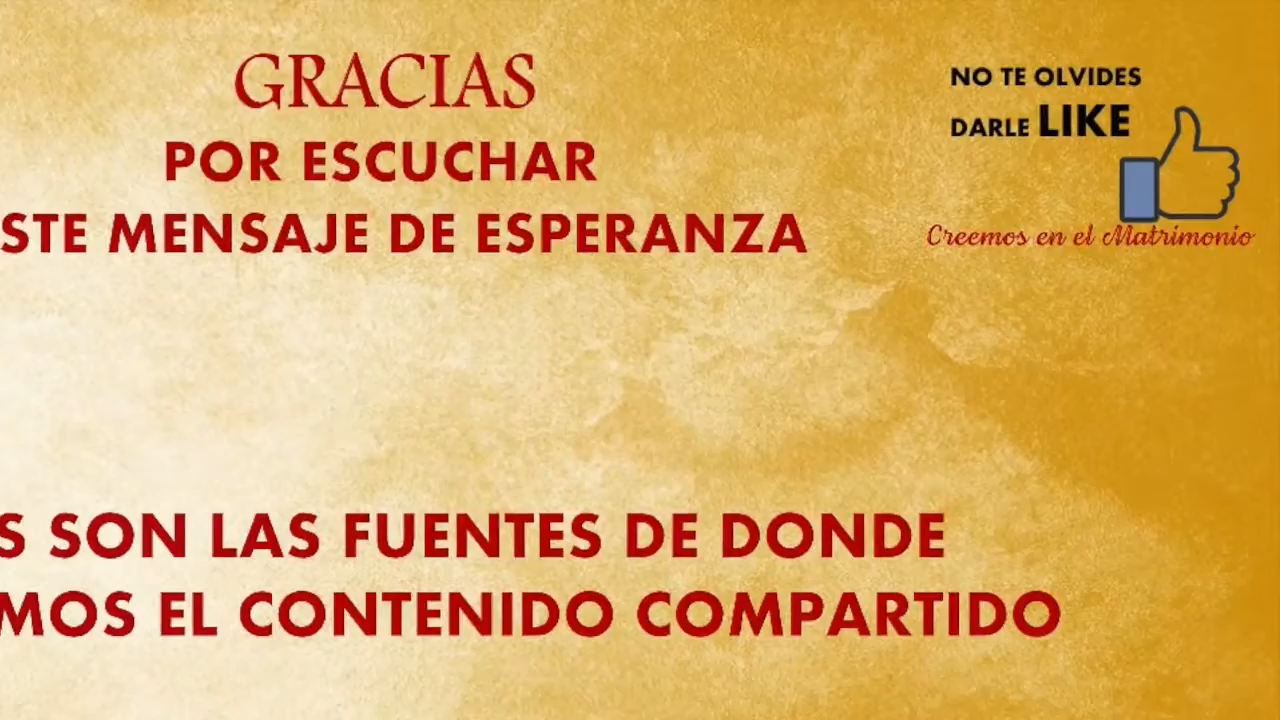 GRACIAS
POR ESCUCHAR
STE MENSAJE DE ESPERANZA
NO TE OLVIDES
DARLE LIKE
Creemos en el Matrimonio
S SON LAS FUENTES DE DONDE
MOS EL CONTENIDO COMPARTIDO